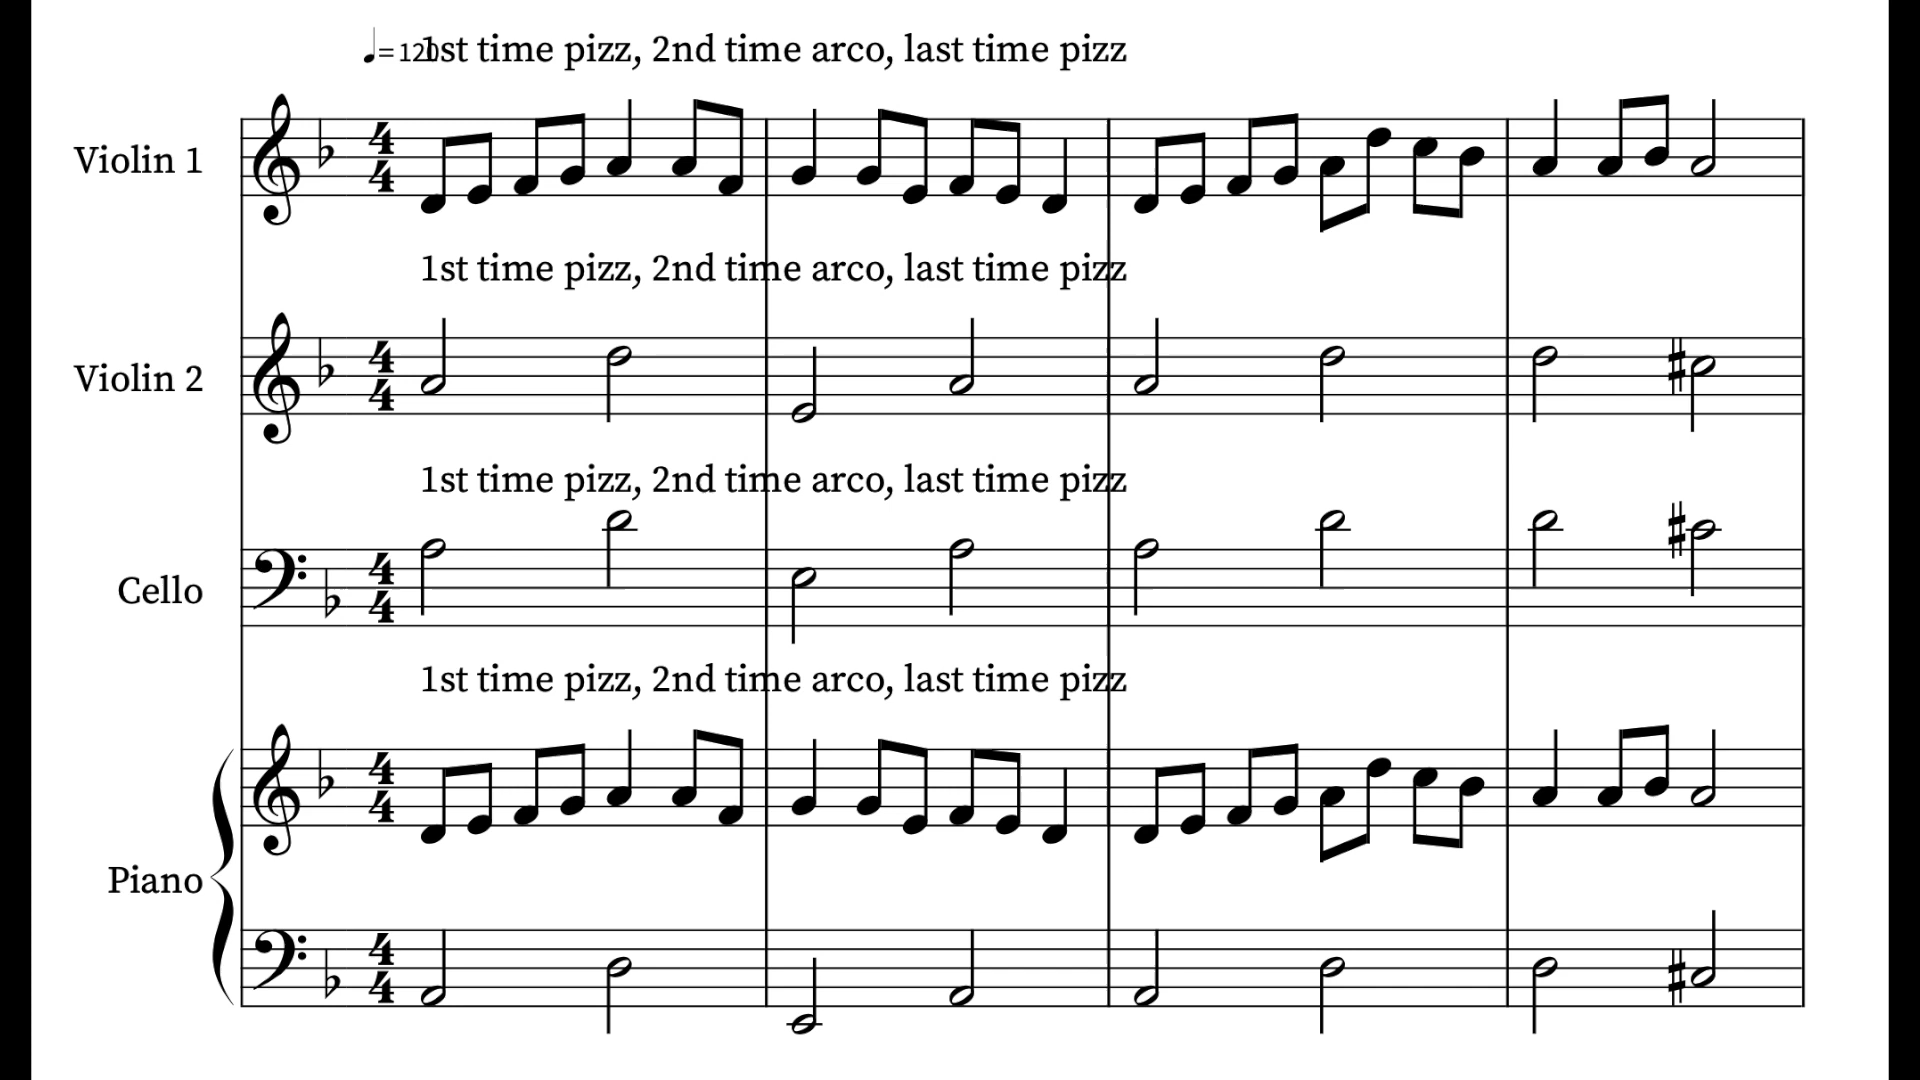 ♩= 120
1st time pizz, 2nd time arco, last time pizz
Violin 1
1st time pizz, 2nd time arco, last time pizz
Violin 2
1st time pizz, 2nd time arco, last time pizz
Cello
1st time pizz, 2nd time arco, last time pizz
Piano